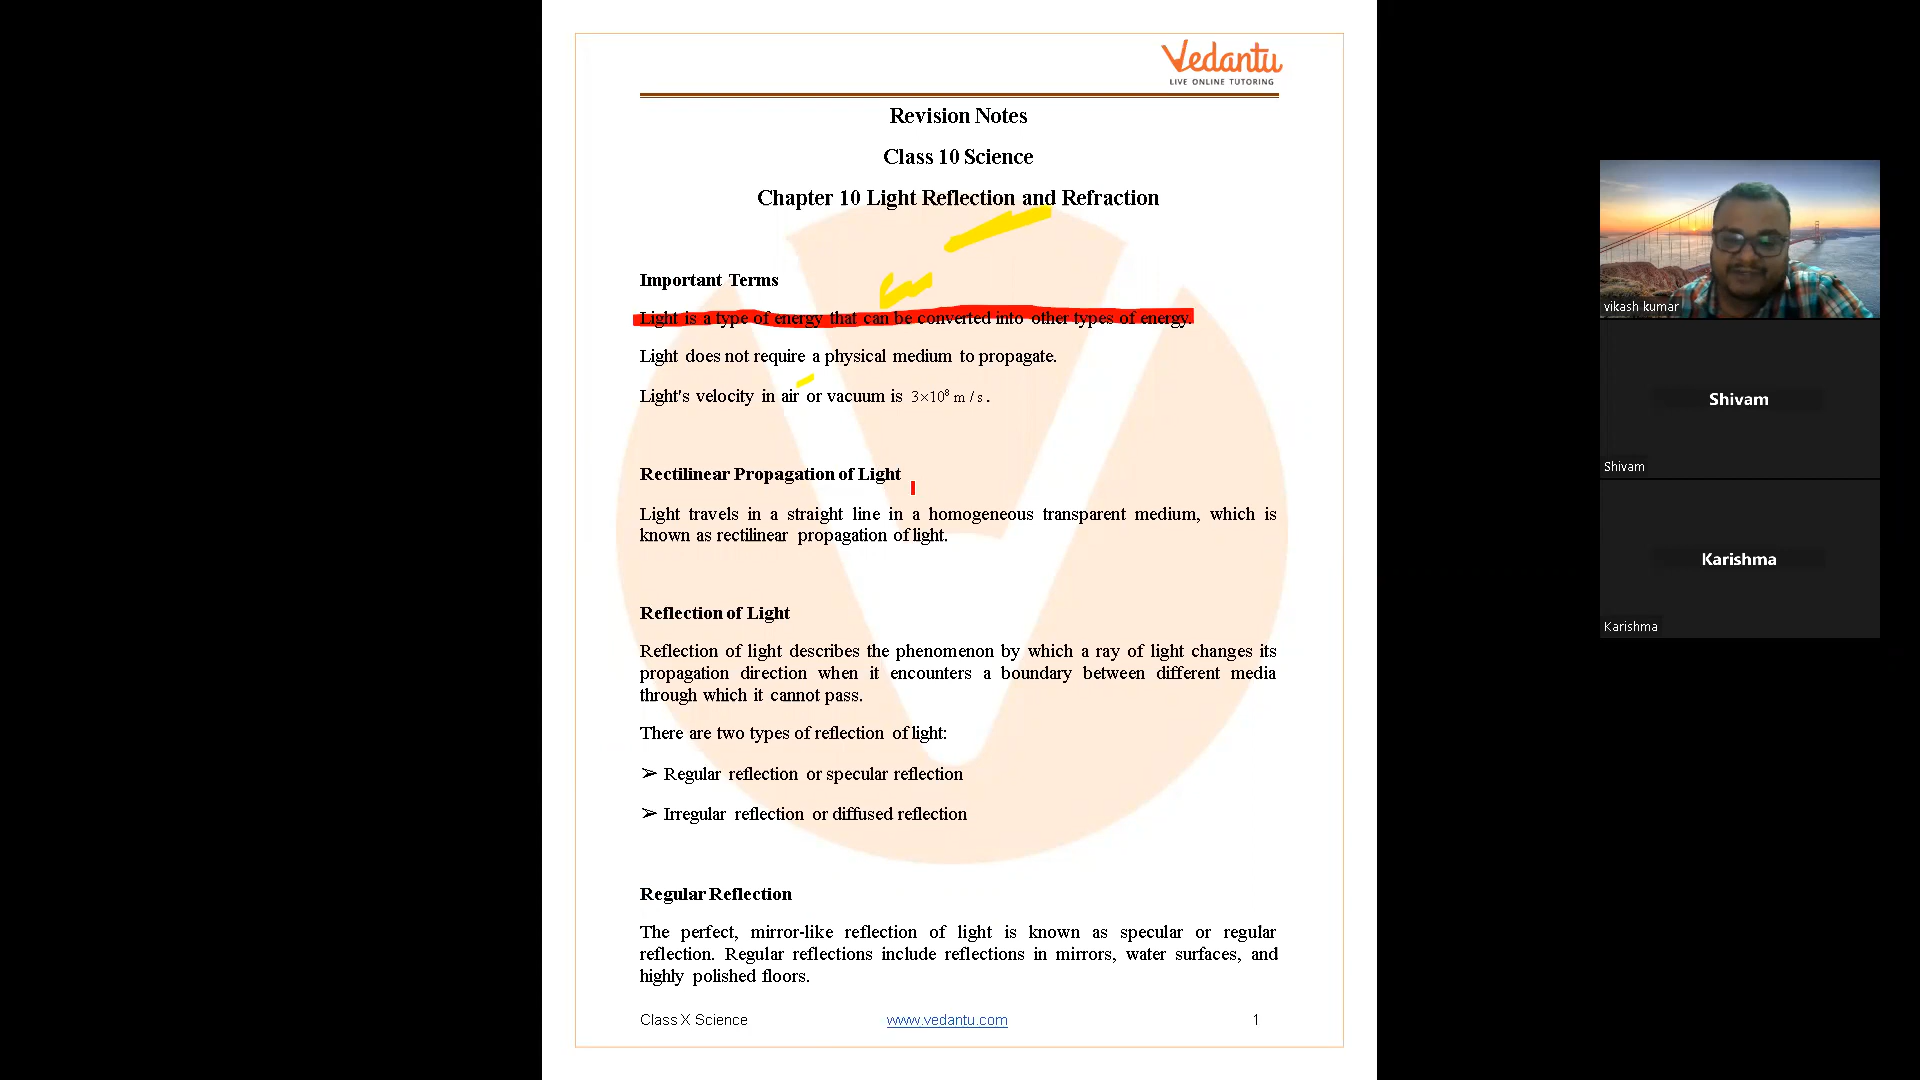 Vedantu
LIVE ONLINE TUTORING
Revision Notes
Class 10 Science
Chapter 10 Light Reflection and Refraction
Important Terms
Light is a type of energy that can be converted into other types of energy.
Light does not require a physical medium to propagate.
Light's velocity in air or vacuum is 3×10⁸ m / s .
Rectilinear Propagation of Light
Light travels in a straight line in a homogeneous transparent medium, which is
known as rectilinear propagation of light.
Reflection of Light
Reflection of light describes the phenomenon by which a ray of light changes its
propagation direction when it encounters a boundary between different media
through which it cannot pass.
There are two types of reflection of light:
➢ Regular reflection or specular reflection
➢ Irregular reflection or diffused reflection
Regular Reflection
The perfect, mirror-like reflection of light is known as specular or regular
reflection. Regular reflections include reflections in mirrors, water surfaces, and
highly polished floors.
Class X Science www.vedantu.com 1
vikash kumar
Shivam
Shivam
Karishma
Karishma